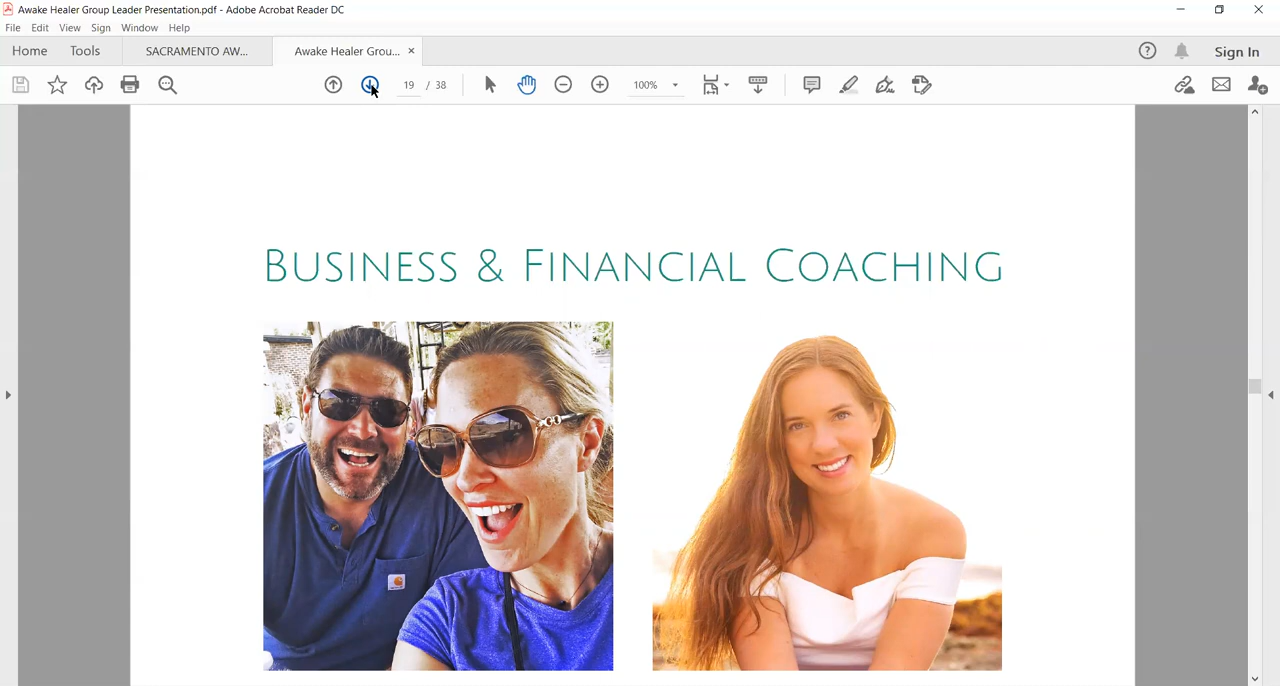 Awake Healer Group Leader Presentation.pdf - Adobe Acrobat Reader DC
File Edit View Sign Window Help
Home Tools SACRAMENTO AW... Awake Healer Grou... × Sign In
19 / 38 100%
BUSINESS & FINANCIAL COACHING